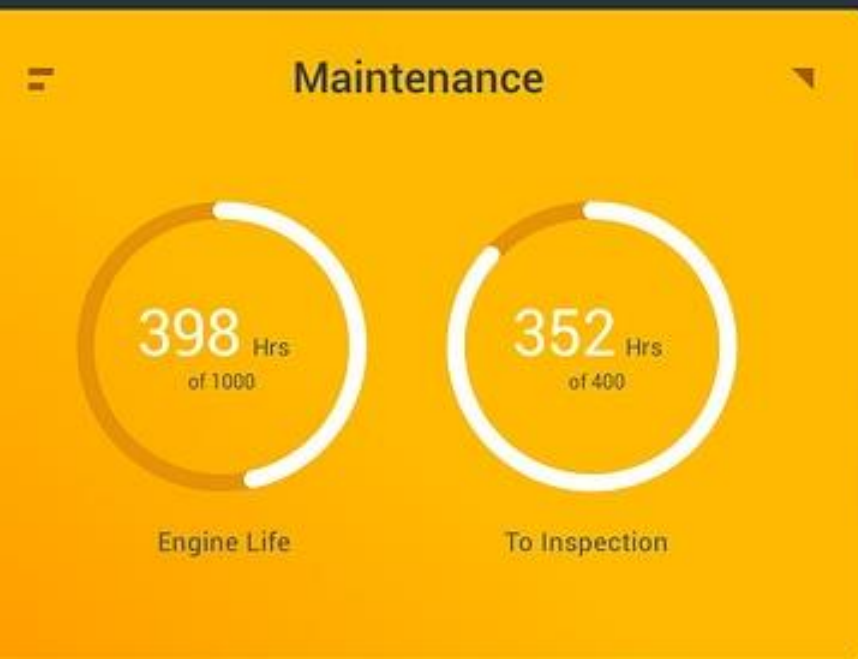 Maintenance
398 Hrs
of 1000
Engine Life
352 Hrs
of 400
To Inspection